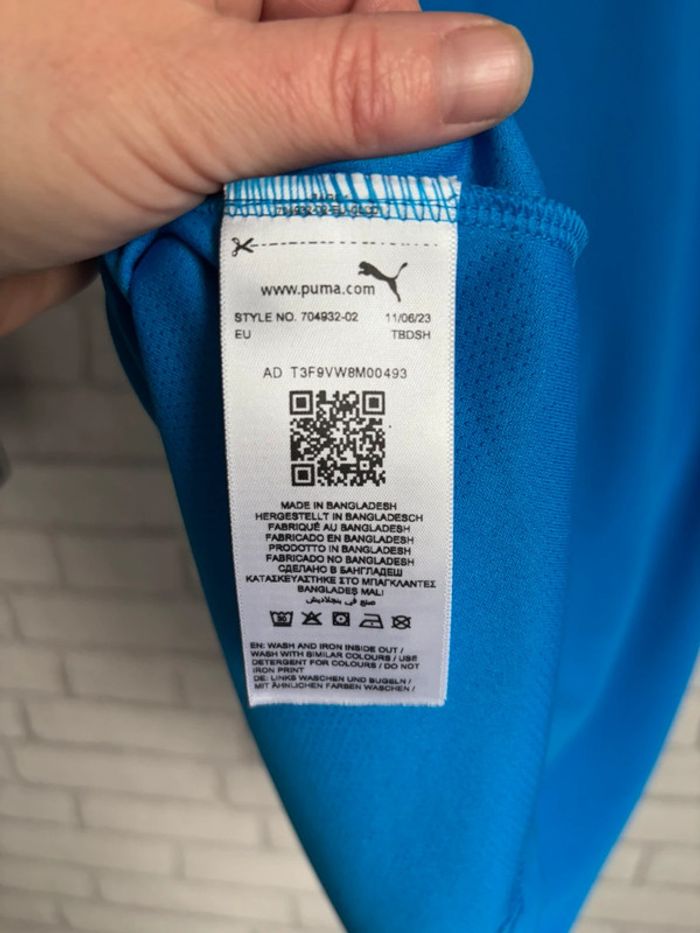 www.puma.com
STYLE NO. 704932-02 11/06/23
EU TBDSH
AD T3F9VW8M00493
MADE IN BANGLADESH
HERGESTELLT IN BANGLADESCH
FABRIQUÉ AU BANGLADESH
FABRICADO EN BANGLADESH
PRODOTTO IN BANGLADESH
FABRICADO NO BANGLADESH
СДЕЛАНО В БАНГЛАДЕШ
ΚΑΤΑΣΚΕΥΑΣΤΗΚΕ ΣΤΟ ΜΠΑΓΚΛΑΝΤΕΣ
BANGLADEŞ MALI
صنع في بنجلاديش
EN: WASH AND IRON INSIDE OUT /
WASH WITH SIMILAR COLOURS / USE
DETERGENT FOR COLOURS / DO NOT
IRON PRINT
DE: LINKS WASCHEN UND BUGELN /
MIT ÄHNLICHEN FARBEN WASCHEN /